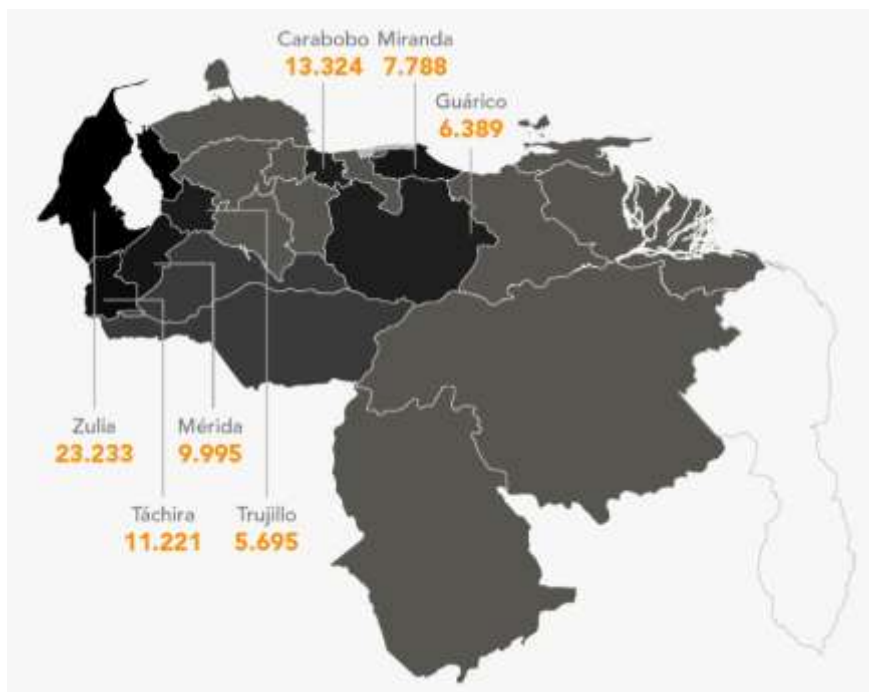 Carabobo Miranda
13.324 7.788
Guárico
6.389
Zulia Mérida
23.233 9.995
Táchira Trujillo
11.221 5.695